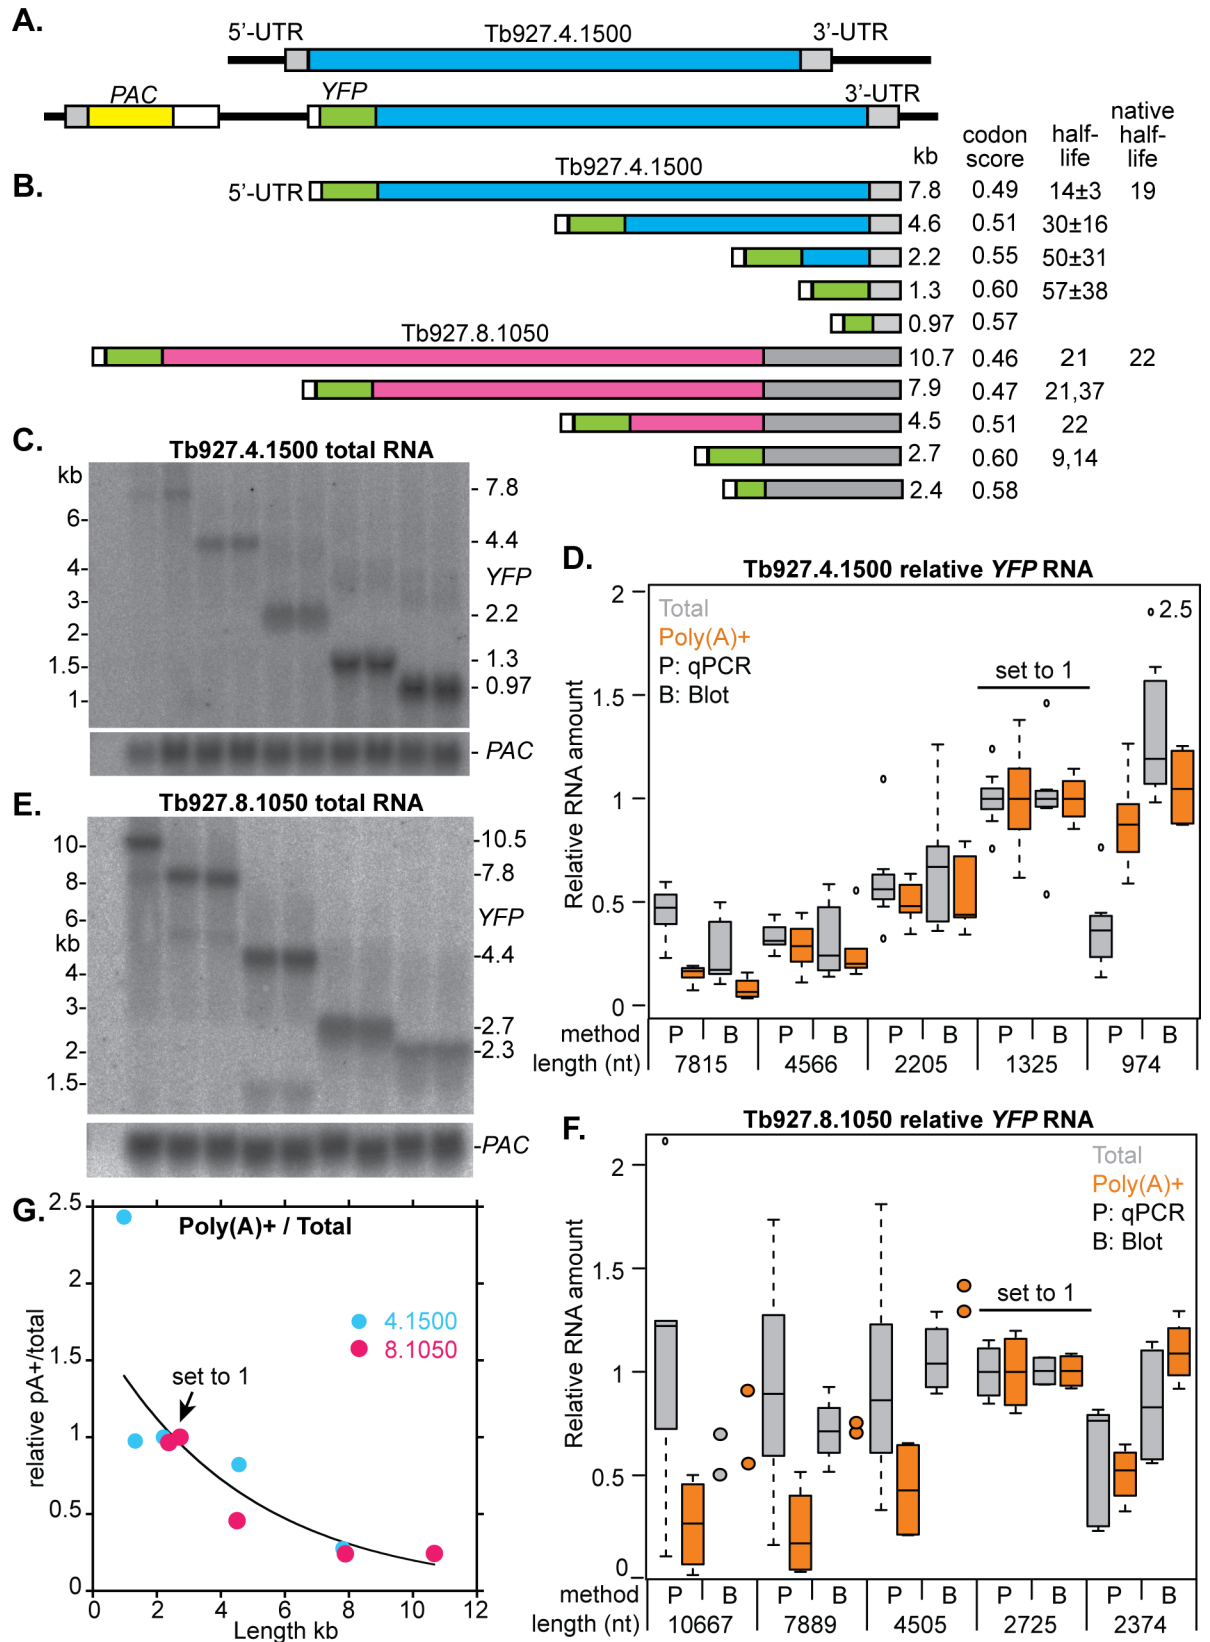 A.
5'-UTR
Tb927.4.1500
3'-UTR
PAC
YFP
3'-UTR
B.
kb
codon score
half-life
native half-life
Tb927.4.1500
5'-UTR
7.8 0.49 14±3 19
4.6 0.51 30±16
2.2 0.55 50±31
1.3 0.60 57±38
0.97 0.57
Tb927.8.1050
10.7 0.46 21 22
7.9 0.47 21,37
4.5 0.51 22
2.7 0.60 9,14
2.4 0.58
C.
Tb927.4.1500 total RNA
kb
6-
4-
3-
2-
1.5-
1-
- 7.8
- 4.4
YFP
- 2.2
- 1.3
- 0.97
- PAC
D.
Tb927.4.1500 relative YFP RNA
Total
Poly(A)+
P: qPCR
B: Blot
set to 1
2.5
Relative RNA amount
2
1.5
1
0.5
0
method P B P B P B P B P B
length (nt) 7815 4566 2205 1325 974
E.
Tb927.8.1050 total RNA
10-
8-
6-
kb
4-
3-
2-
1.5-
-10.5
-7.8
YFP
-4.4
-2.7
-2.3
-PAC
F.
Tb927.8.1050 relative YFP RNA
Total
Poly(A)+
P: qPCR
B: Blot
set to 1
Relative RNA amount
2
1.5
1
0.5
0
method P B P B P B P B P B
length (nt) 10667 7889 4505 2725 2374
G.
Poly(A)+ / Total
4.1500
8.1050
set to 1
relative pA+/total
2.5
2
1.5
1
0.5
0
0 2 4 6 8 10 12
Length kb